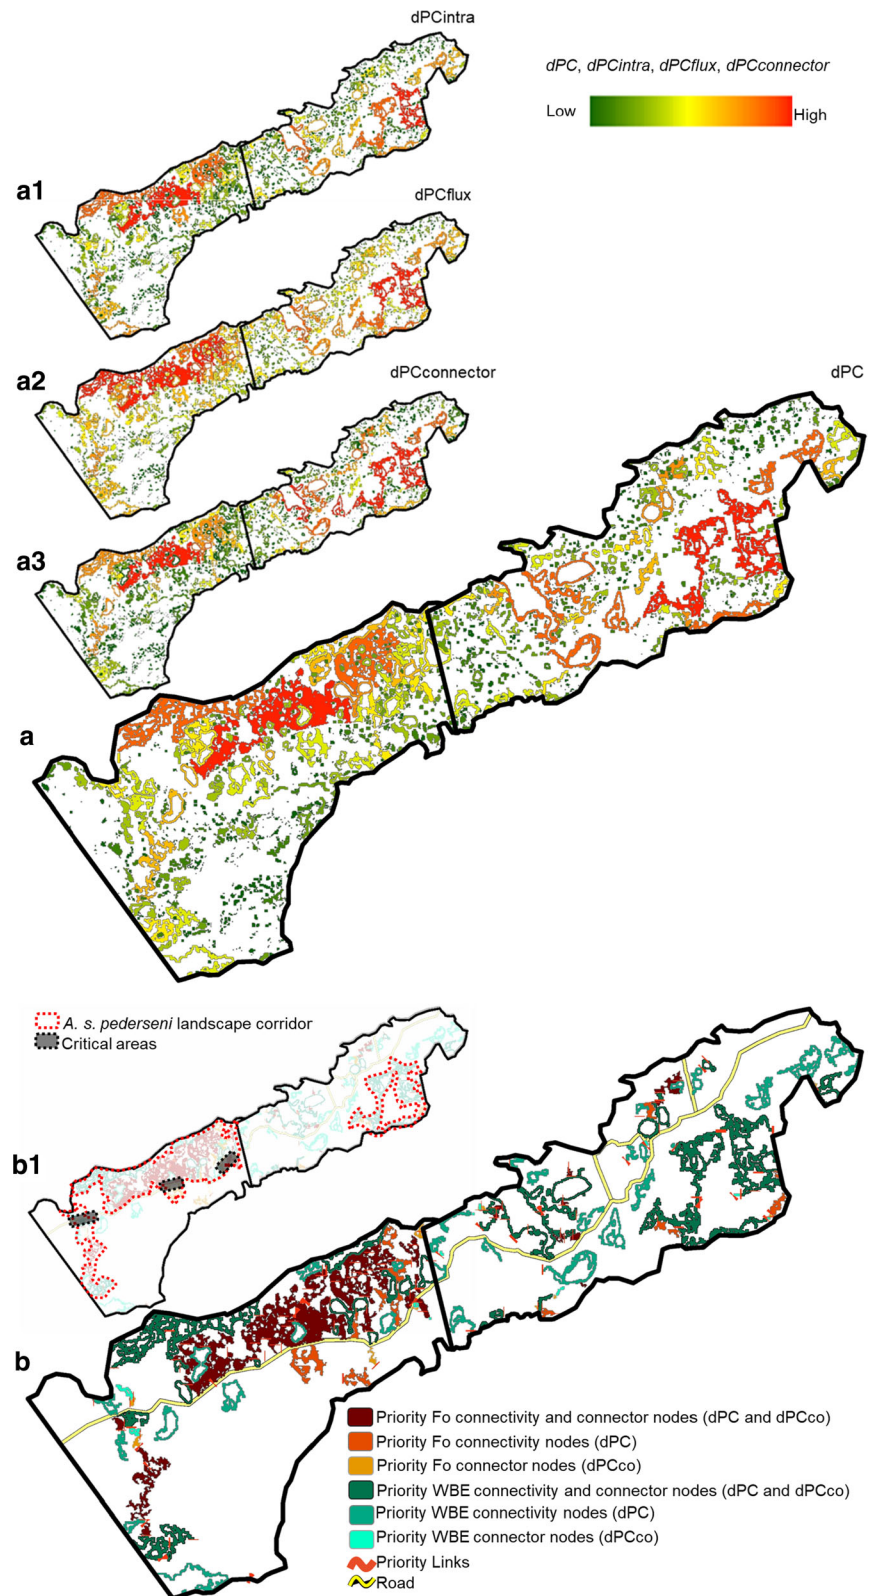 dPCintra
dPC, dPCintra, dPCflux, dPCconnector
Low
High
a1
dPCflux
a2
dPCconnector
dPC
a3
a
A. s. pederseni landscape corridor
Critical areas
b1
b
Priority Fo connectivity and connector nodes (dPC and dPCco)
Priority Fo connectivity nodes (dPC)
Priority Fo connector nodes (dPCco)
Priority WBE connectivity and connector nodes (dPC and dPCco)
Priority WBE connectivity nodes (dPC)
Priority WBE connector nodes (dPCco)
Priority Links
Road